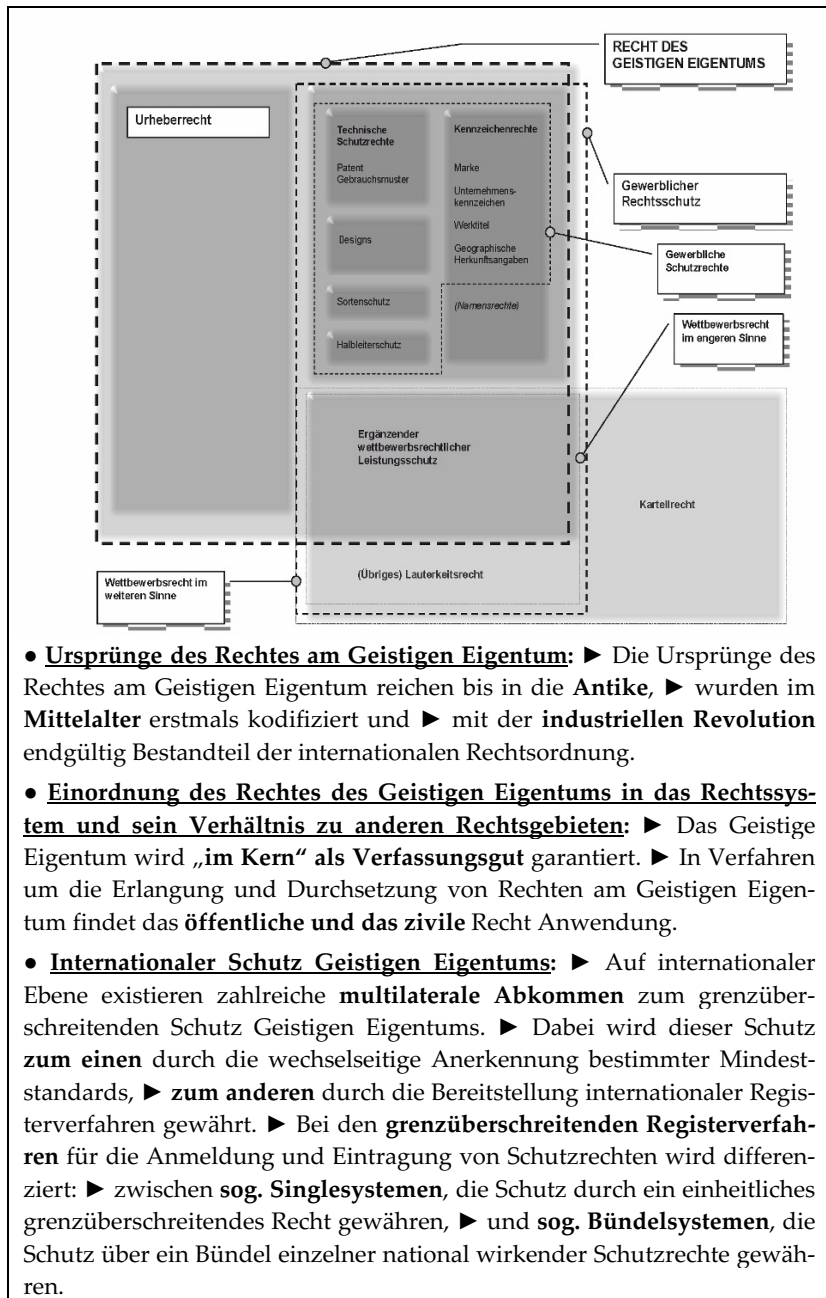 RECHT DES
GEISTIGEN EIGENTUMS
Urheberrecht
Technische
Schutzrechte
Patent
Gebrauchsmuster
Designs
Sortenschutz
Halbleiterschutz
Kennzeichenrechte
Marke
Unternehmens-
kennzeichen
Werktitel
Geographische
Herkunftsangaben
(Namensrechte)
Gewerblicher
Rechtsschutz
Gewerbliche
Schutzrechte
Wettbewerbsrecht
im engeren Sinne
Ergänzender
wettbewerbsrechtlicher
Leistungsschutz
Kartellrecht
(Übriges) Lauterkeitsrecht
Wettbewerbsrecht im
weiteren Sinne
● Ursprünge des Rechtes am Geistigen Eigentum: ► Die Ursprünge des
Rechtes am Geistigen Eigentum reichen bis in die Antike, ► wurden im
Mittelalter erstmals kodifiziert und ► mit der industriellen Revolution
endgültig Bestandteil der internationalen Rechtsordnung.
● Einordnung des Rechtes des Geistigen Eigentums in das Rechtssys-
tem und sein Verhältnis zu anderen Rechtsgebieten: ► Das Geistige
Eigentum wird „im Kern“ als Verfassungsgut garantiert. ► In Verfahren
um die Erlangung und Durchsetzung von Rechten am Geistigen Eigen-
tum findet das öffentliche und das zivile Recht Anwendung.
● Internationaler Schutz Geistigen Eigentums: ► Auf internationaler
Ebene existieren zahlreiche multilaterale Abkommen zum grenzüber-
schreitenden Schutz Geistigen Eigentums. ► Dabei wird dieser Schutz
zum einen durch die wechselseitige Anerkennung bestimmter Mindest-
standards, ► zum anderen durch die Bereitstellung internationaler Regis-
terverfahren gewährt. ► Bei den grenzüberschreitenden Registerverfah-
ren für die Anmeldung und Eintragung von Schutzrechten wird differen-
ziert: ► zwischen sog. Singlesystemen, die Schutz durch ein einheitliches
grenzüberschreitendes Recht gewähren, ► und sog. Bündelsystemen, die
Schutz über ein Bündel einzelner national wirkender Schutzrechte gewäh-
ren.